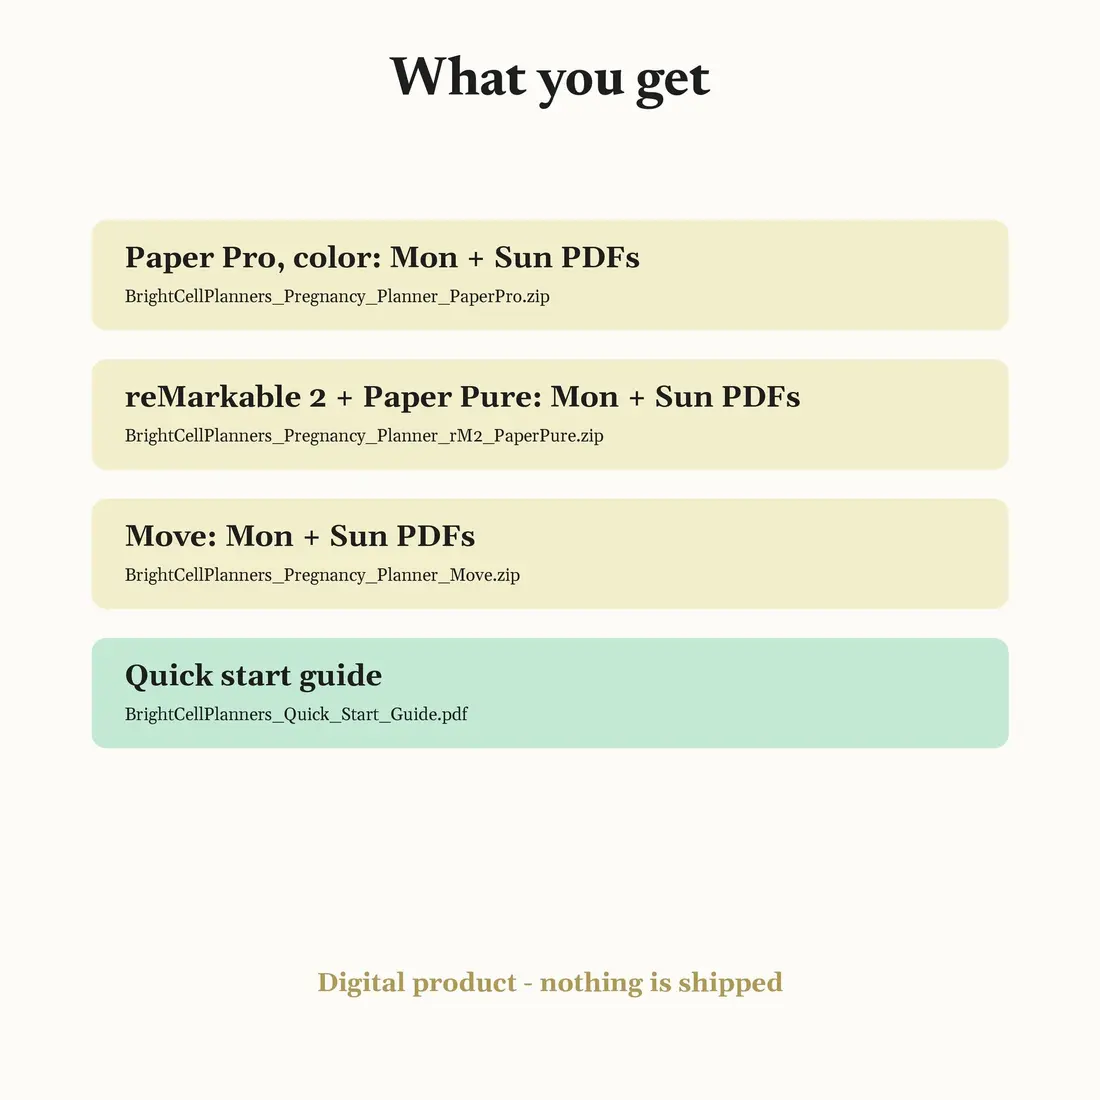 What you get
Paper Pro, color: Mon + Sun PDFs
BrightCellPlanners_Pregnancy_Planner_PaperPro.zip
reMarkable 2 + Paper Pure: Mon + Sun PDFs
BrightCellPlanners_Pregnancy_Planner_rM2_PaperPure.zip
Move: Mon + Sun PDFs
BrightCellPlanners_Pregnancy_Planner_Move.zip
Quick start guide
BrightCellPlanners_Quick_Start_Guide.pdf
Digital product - nothing is shipped